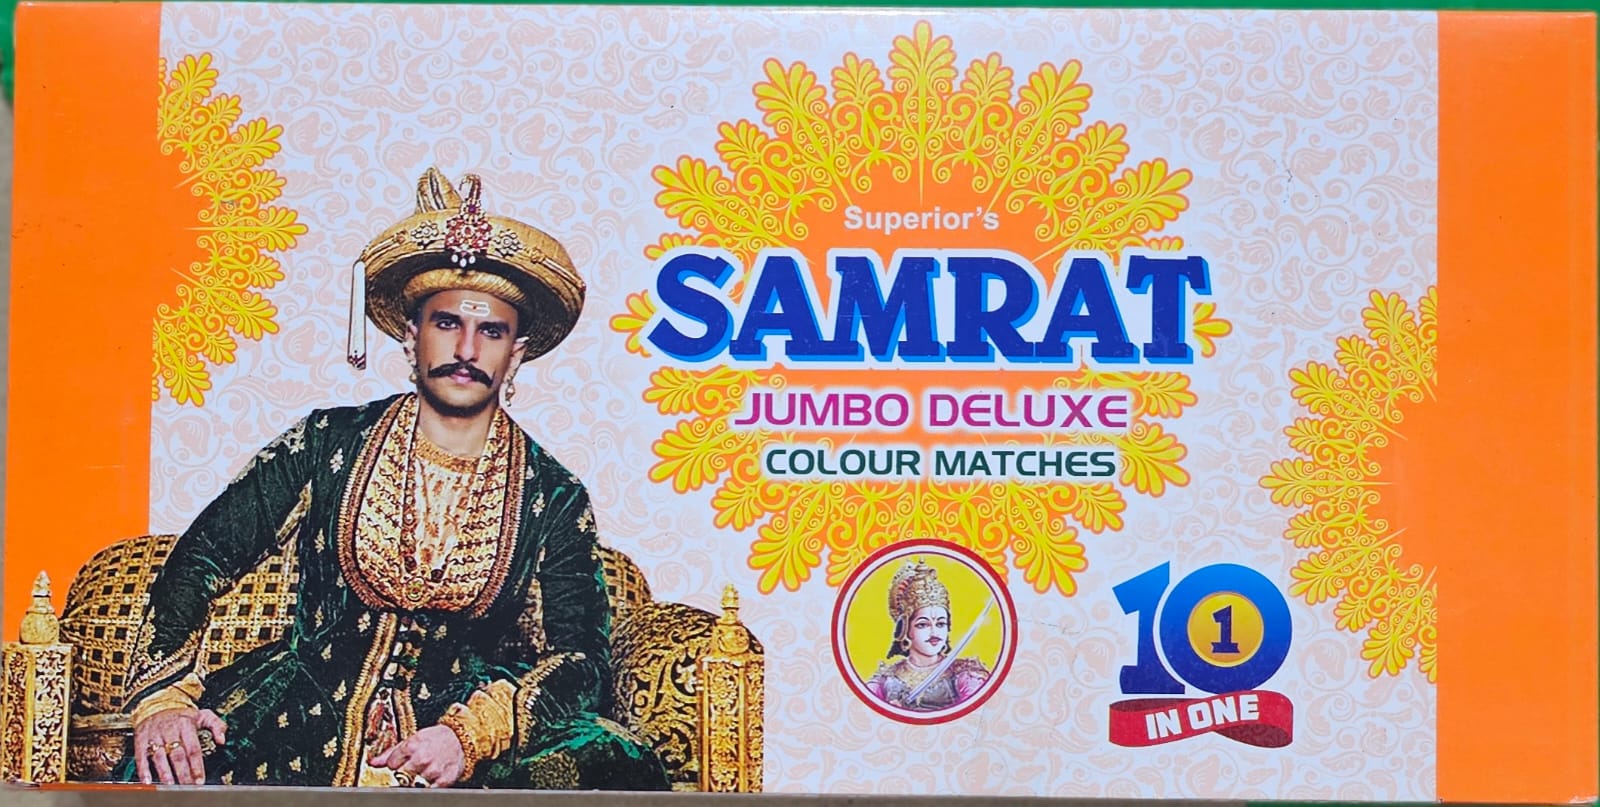 Superior's
SAMRAT
JUMBO DELUXE
COLOUR MATCHES
10
1
IN ONE